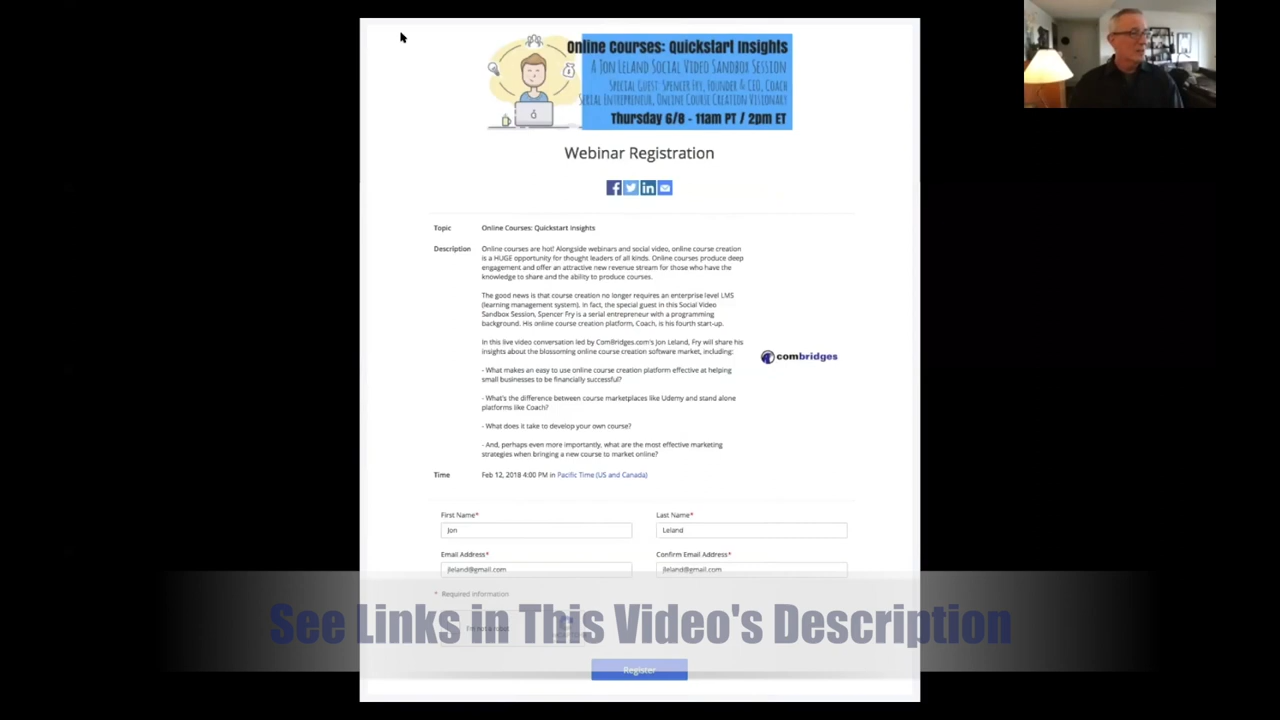 Online Courses: Quickstart Insights
A Jon Leland Social Video Sandbox Session
Special Guest: Spencer Fry, Founder & CEO, Coach
Serial Entrepreneur, Online Course Creation Visionary
Thursday 6/8 - 11am PT / 2pm ET
Webinar Registration
Topic Online Courses: Quickstart Insights
Description Online courses are hot! Alongside webinars and social video, online course creation
is a HUGE opportunity for thought leaders of all kinds. Online courses produce deep
engagement and offer an attractive new revenue stream for those who have the
knowledge to share and the ability to produce courses.
The good news is that course creation no longer requires an enterprise level LMS
(learning management system). In fact, the special guest in this Social Video
Sandbox Session, Spencer Fry is a serial entrepreneur with a programming
background. His online course creation platform, Coach, is his fourth start-up.
In this live video conversation led by ComBridges.com's Jon Leland, Fry will share his
insights about the blossoming online course creation software market, including:
combridges
- What makes an easy to use online course creation platform effective at helping
small businesses to be financially successful?
- What's the difference between course marketplaces like Udemy and stand alone
platforms like Coach?
- What does it take to develop your own course?
- And, perhaps even more importantly, what are the most effective marketing
strategies when bringing a new course to market online?
Time Feb 12, 2018 4:00 PM in Pacific Time (US and Canada)
First Name* Last Name*
Jon Leland
Email Address* Confirm Email Address*
jleland@gmail.com jleland@gmail.com
* Required information
See Links in This Video's Description
I'm not a robot
Register